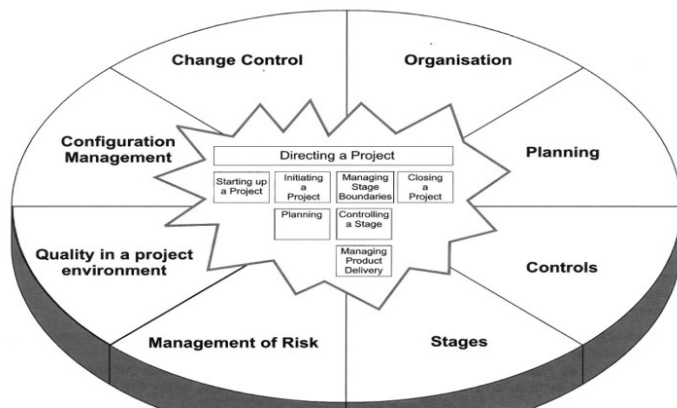 Change Control
Organisation
Configuration
Management
Planning
Directing a Project
Starting up
a Project
Initiating
a
Project
Managing
Stage
Boundaries
Closing
a
Project
Planning
Controlling
a Stage
Managing
Product
Delivery
Quality in a project
environment
Controls
Management of Risk
Stages